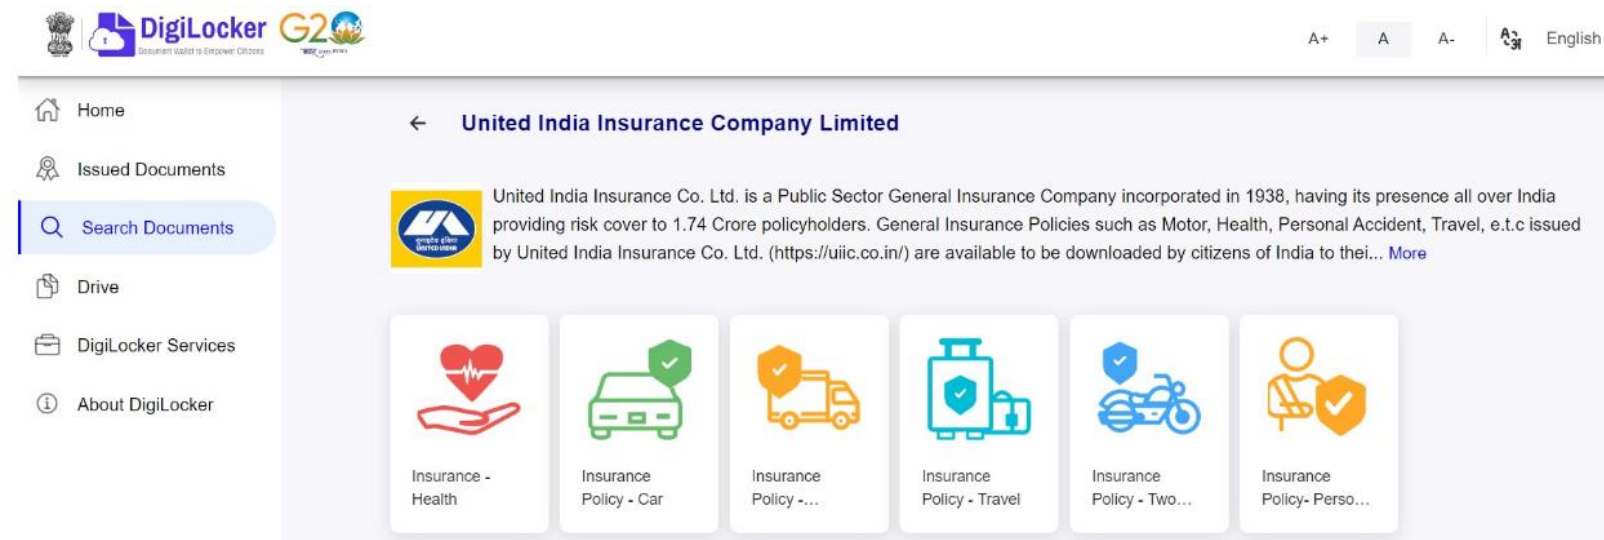 DigiLocker
Document Wallet to Empower Citizens
G20
A+
A
A-
English
Home
Issued Documents
Search Documents
Drive
DigiLocker Services
About DigiLocker
United India Insurance Company Limited
United India Insurance Co. Ltd. is a Public Sector General Insurance Company incorporated in 1938, having its presence all over India
providing risk cover to 1.74 Crore policyholders. General Insurance Policies such as Motor, Health, Personal Accident, Travel, e.t.c issued
by United India Insurance Co. Ltd. (https://uiic.co.in/) are available to be downloaded by citizens of India to thei... More
UNITED INDIA
Insurance -
Health
Insurance
Policy - Car
Insurance
Policy -...
Insurance
Policy - Travel
Insurance
Policy - Two...
Insurance
Policy- Perso...